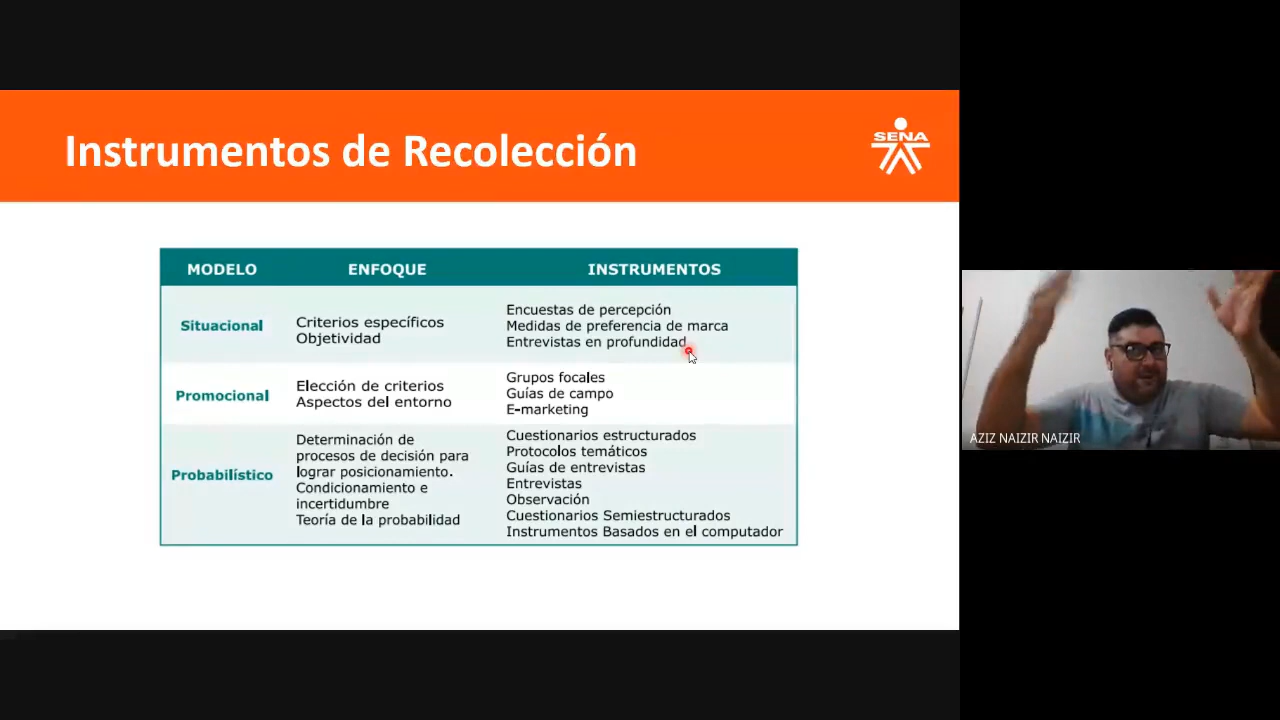 Instrumentos de Recolección
SENA
MODELO ENFOQUE INSTRUMENTOS
Situacional
Criterios específicos
Objetividad
Encuestas de percepción
Medidas de preferencia de marca
Entrevistas en profundidad
Promocional
Elección de criterios
Aspectos del entorno
Grupos focales
Guías de campo
E-marketing
Probabilístico
Determinación de
procesos de decisión para
lograr posicionamiento.
Condicionamiento e
incertidumbre
Teoría de la probabilidad
Cuestionarios estructurados
Protocolos temáticos
Guías de entrevistas
Entrevistas
Observación
Cuestionarios Semiestructurados
Instrumentos Basados en el computador
AZIZ NAIZIR NAIZIR